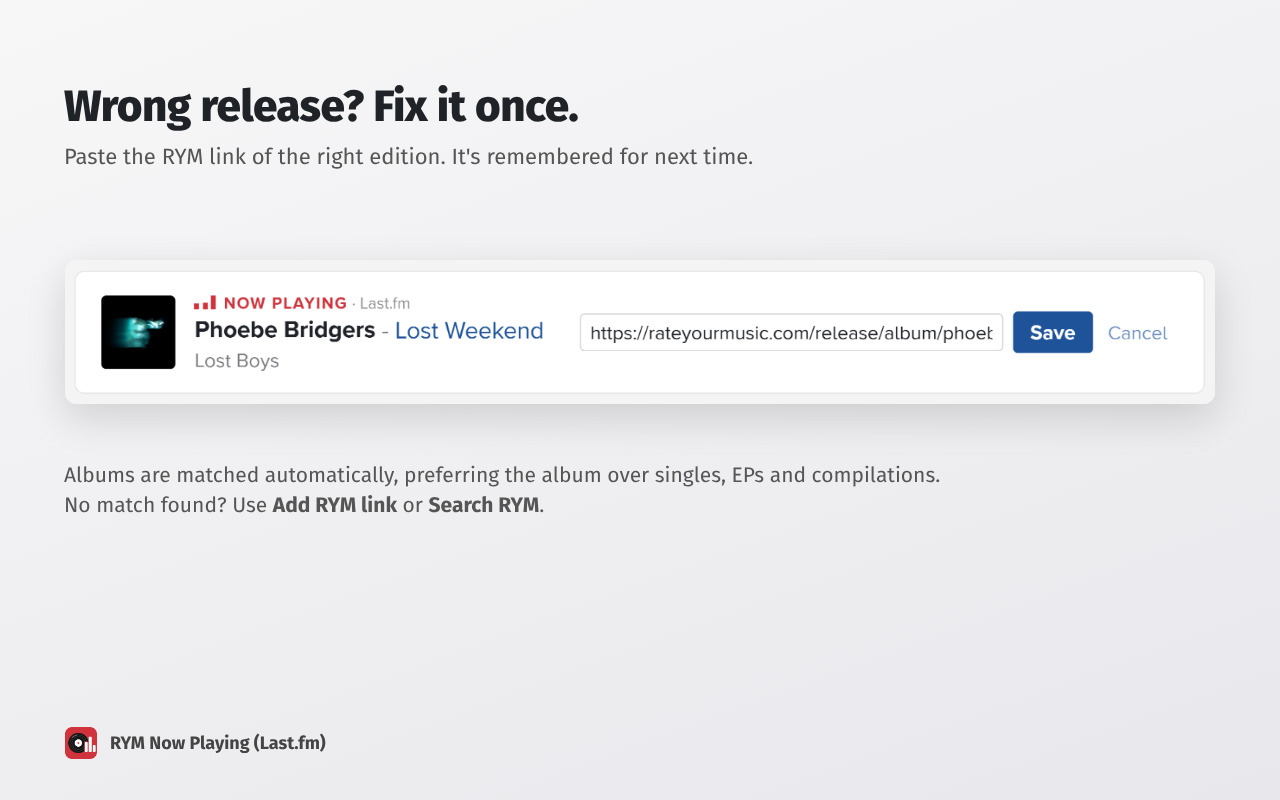 Wrong release? Fix it once.
Paste the RYM link of the right edition. It's remembered for next time.
NOW PLAYING · Last.fm
Phoebe Bridgers - Lost Weekend
Lost Boys
https://rateyourmusic.com/release/album/phoeb
Save
Cancel
Albums are matched automatically, preferring the album over singles, EPs and compilations.
No match found? Use Add RYM link or Search RYM.
RYM Now Playing (Last.fm)